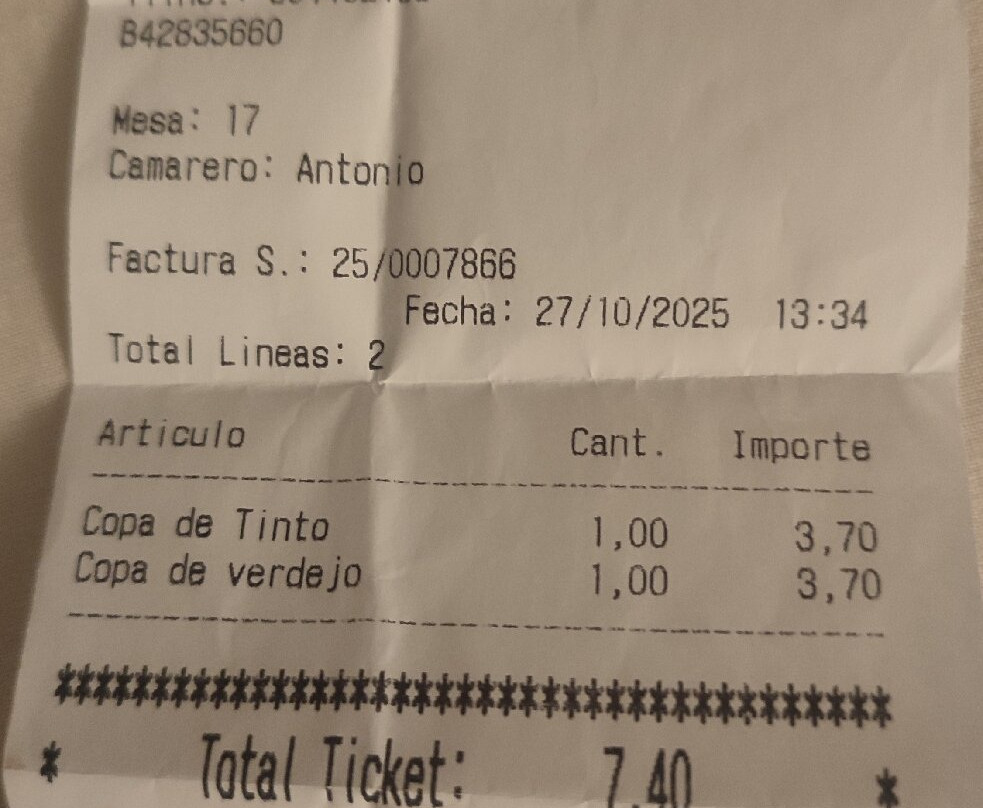 B42835660
Mesa: 17
Camarero: Antonio
Factura S.: 25/0007866
Fecha: 27/10/2025 13:34
Total Lineas: 2
Articulo Cant. Importe
Copa de Tinto 1,00 3,70
Copa de verdejo 1,00 3,70
****************************************
* Total Ticket: 7.40 *